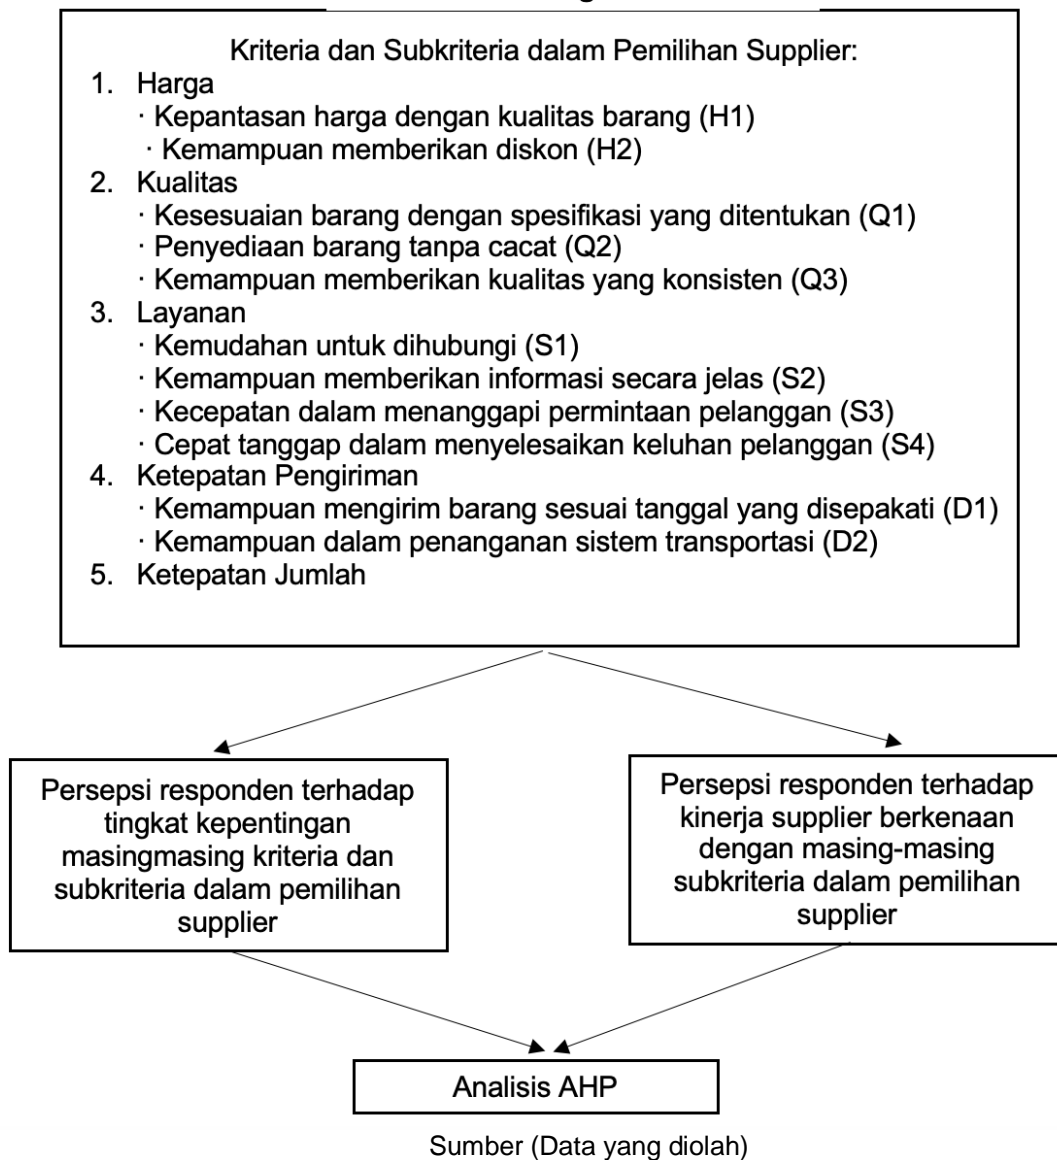 Kriteria dan Subkriteria dalam Pemilihan Supplier:
1. Harga
· Kepantasan harga dengan kualitas barang (H1)
· Kemampuan memberikan diskon (H2)
2. Kualitas
· Kesesuaian barang dengan spesifikasi yang ditentukan (Q1)
· Penyediaan barang tanpa cacat (Q2)
· Kemampuan memberikan kualitas yang konsisten (Q3)
3. Layanan
· Kemudahan untuk dihubungi (S1)
· Kemampuan memberikan informasi secara jelas (S2)
· Kecepatan dalam menanggapi permintaan pelanggan (S3)
· Cepat tanggap dalam menyelesaikan keluhan pelanggan (S4)
4. Ketepatan Pengiriman
· Kemampuan mengirim barang sesuai tanggal yang disepakati (D1)
· Kemampuan dalam penanganan sistem transportasi (D2)
5. Ketepatan Jumlah
Persepsi responden terhadap
tingkat kepentingan
masingmasing kriteria dan
subkriteria dalam pemilihan
supplier
Persepsi responden terhadap
kinerja supplier berkenaan
dengan masing-masing
subkriteria dalam pemilihan
supplier
Analisis AHP
Sumber (Data yang diolah)